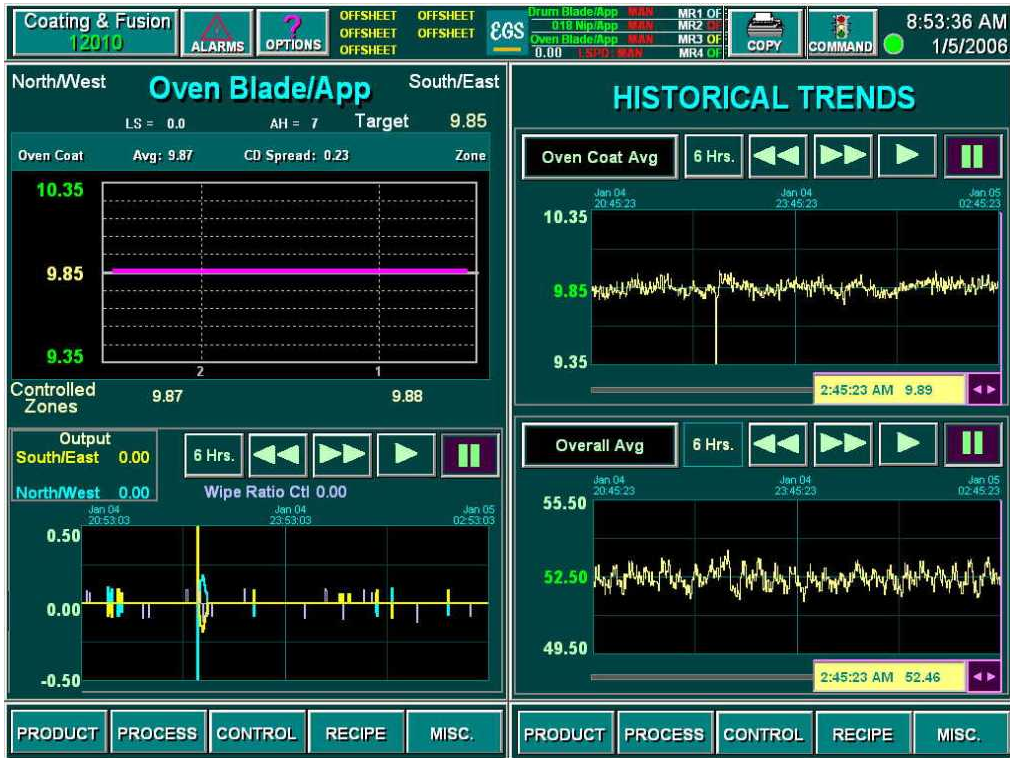 Coating & Fusion
12010
ALARMS
OPTIONS
OFFSHEET OFFSHEET
OFFSHEET OFFSHEET
OFFSHEET
EGS
Drum Blade/App MAN MR1 OF
018 Nip/App MAN MR2 OF
Oven Blade/App MAN MR3 OF
0.00 LSPD: MAN MR4 OF
COPY
COMMAND
8:53:36 AM
1/5/2006
North/West Oven Blade/App South/East
LS = 0.0 AH = 7 Target 9.85
Oven Coat Avg: 9.87 CD Spread: 0.23 Zone
10.35
9.85
9.35
2 1
Controlled Zones 9.87 9.88
Output
South/East 0.00
North/West 0.00
6 Hrs.
Wipe Ratio Ctl 0.00
Jan 04 Jan 04 Jan 05
20:53:03 23:53:03 02:53:03
0.50
0.00
-0.50
PRODUCT PROCESS CONTROL RECIPE MISC.
HISTORICAL TRENDS
Oven Coat Avg 6 Hrs.
Jan 04 Jan 04 Jan 05
20:45:23 23:45:23 02:45:23
10.35
9.85
9.35
2:45:23 AM 9.89
Overall Avg 6 Hrs.
Jan 04 Jan 04 Jan 05
20:45:23 23:45:23 02:45:23
55.50
52.50
49.50
2:45:23 AM 52.46
PRODUCT PROCESS CONTROL RECIPE MISC.